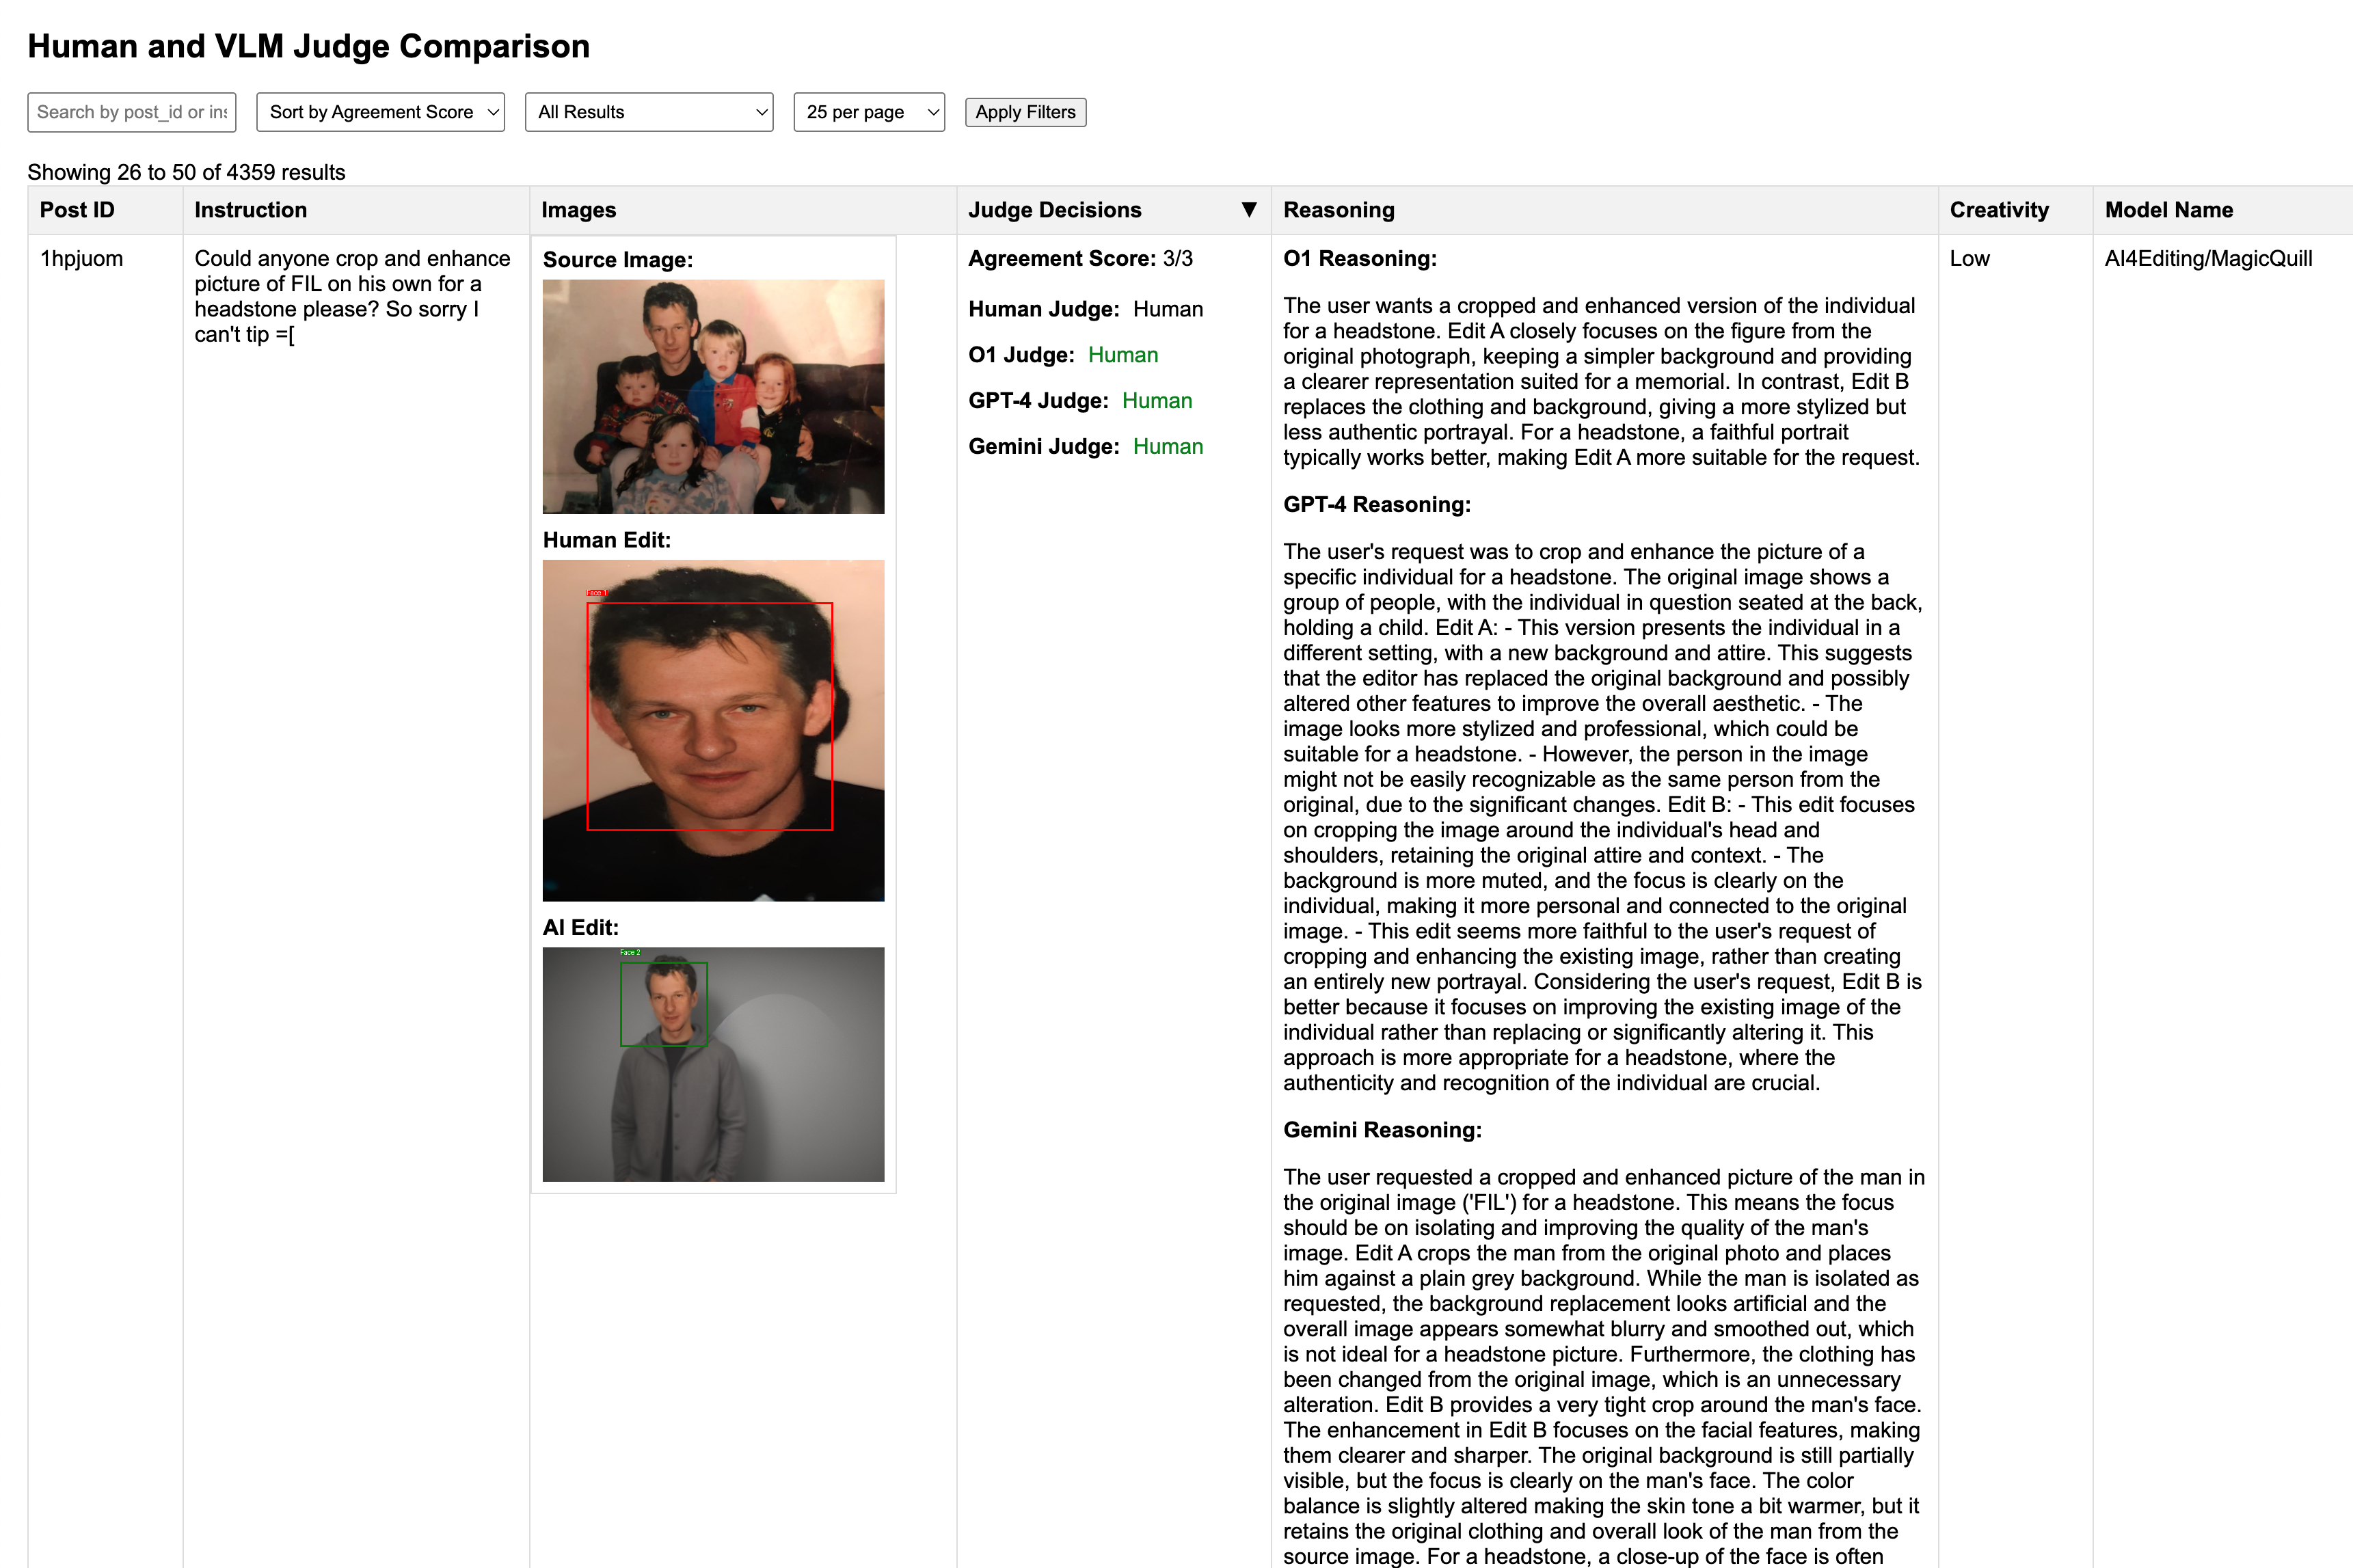 Human and VLM Judge Comparison
Search by post_id or ins
Sort by Agreement Score
All Results
25 per page
Apply Filters
Showing 26 to 50 of 4359 results
Post ID
Instruction
Images
Judge Decisions ▼
Reasoning
Creativity
Model Name
1hpjuom
Could anyone crop and enhance
picture of FIL on his own for a
headstone please? So sorry I
can't tip =[
Source Image:
Human Edit:
Face 1
AI Edit:
Face 2
Agreement Score: 3/3
Human Judge: Human
O1 Judge: Human
GPT-4 Judge: Human
Gemini Judge: Human
O1 Reasoning:
The user wants a cropped and enhanced version of the individual
for a headstone. Edit A closely focuses on the figure from the
original photograph, keeping a simpler background and providing
a clearer representation suited for a memorial. In contrast, Edit B
replaces the clothing and background, giving a more stylized but
less authentic portrayal. For a headstone, a faithful portrait
typically works better, making Edit A more suitable for the request.
GPT-4 Reasoning:
The user's request was to crop and enhance the picture of a
specific individual for a headstone. The original image shows a
group of people, with the individual in question seated at the back,
holding a child. Edit A: - This version presents the individual in a
different setting, with a new background and attire. This suggests
that the editor has replaced the original background and possibly
altered other features to improve the overall aesthetic. - The
image looks more stylized and professional, which could be
suitable for a headstone. - However, the person in the image
might not be easily recognizable as the same person from the
original, due to the significant changes. Edit B: - This edit focuses
on cropping the image around the individual's head and
shoulders, retaining the original attire and context. - The
background is more muted, and the focus is clearly on the
individual, making it more personal and connected to the original
image. - This edit seems more faithful to the user's request of
cropping and enhancing the existing image, rather than creating
an entirely new portrayal. Considering the user's request, Edit B is
better because it focuses on improving the existing image of the
individual rather than replacing or significantly altering it. This
approach is more appropriate for a headstone, where the
authenticity and recognition of the individual are crucial.
Gemini Reasoning:
The user requested a cropped and enhanced picture of the man in
the original image ('FIL') for a headstone. This means the focus
should be on isolating and improving the quality of the man's
image. Edit A crops the man from the original photo and places
him against a plain grey background. While the man is isolated as
requested, the background replacement looks artificial and the
overall image appears somewhat blurry and smoothed out, which
is not ideal for a headstone picture. Furthermore, the clothing has
been changed from the original image, which is an unnecessary
alteration. Edit B provides a very tight crop around the man's face.
The enhancement in Edit B focuses on the facial features, making
them clearer and sharper. The original background is still partially
visible, but the focus is clearly on the man's face. The color
balance is slightly altered making the skin tone a bit warmer, but it
retains the original clothing and overall look of the man from the
source image. For a headstone, a close-up of the face is often
Low
AI4Editing/MagicQuill